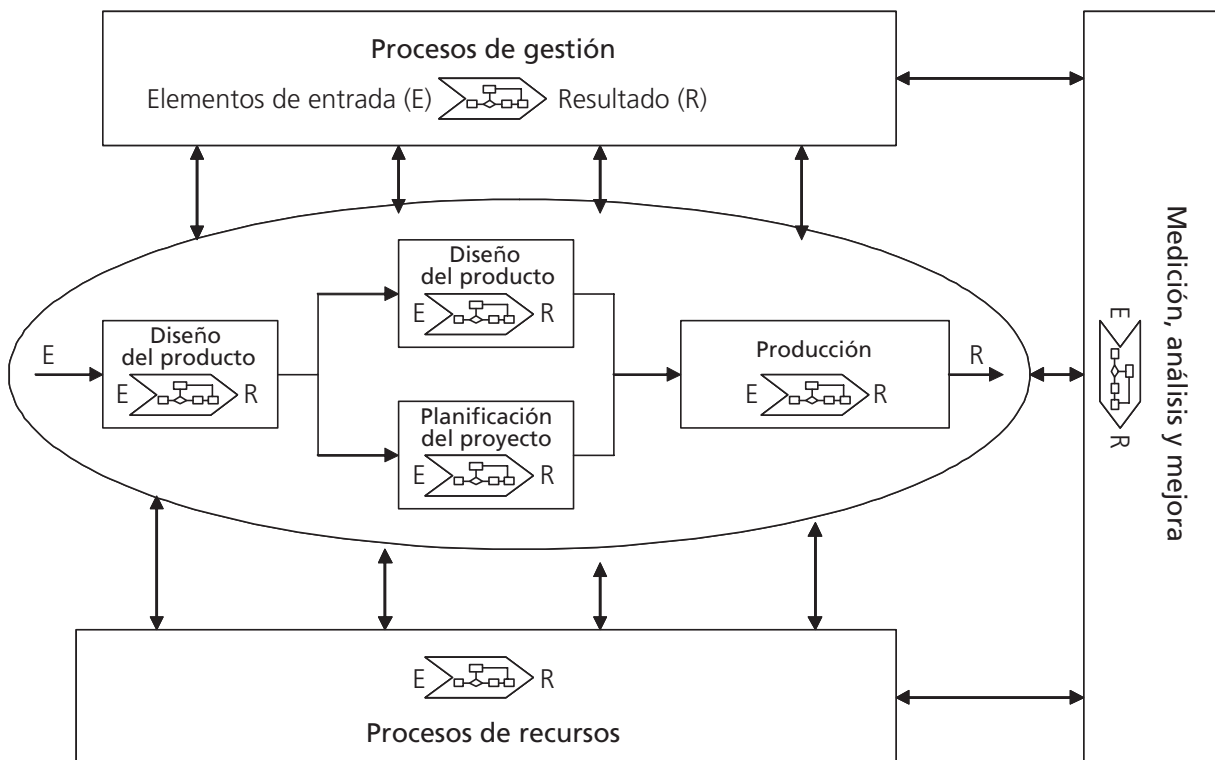 Procesos de gestión
Elementos de entrada (E) Resultado (R)
Diseño
del producto
E R
E
Diseño
del producto
E R
Producción
E R
R
Planificación
del proyecto
E R
E R
Procesos de recursos
Medición, análisis y mejora
E R